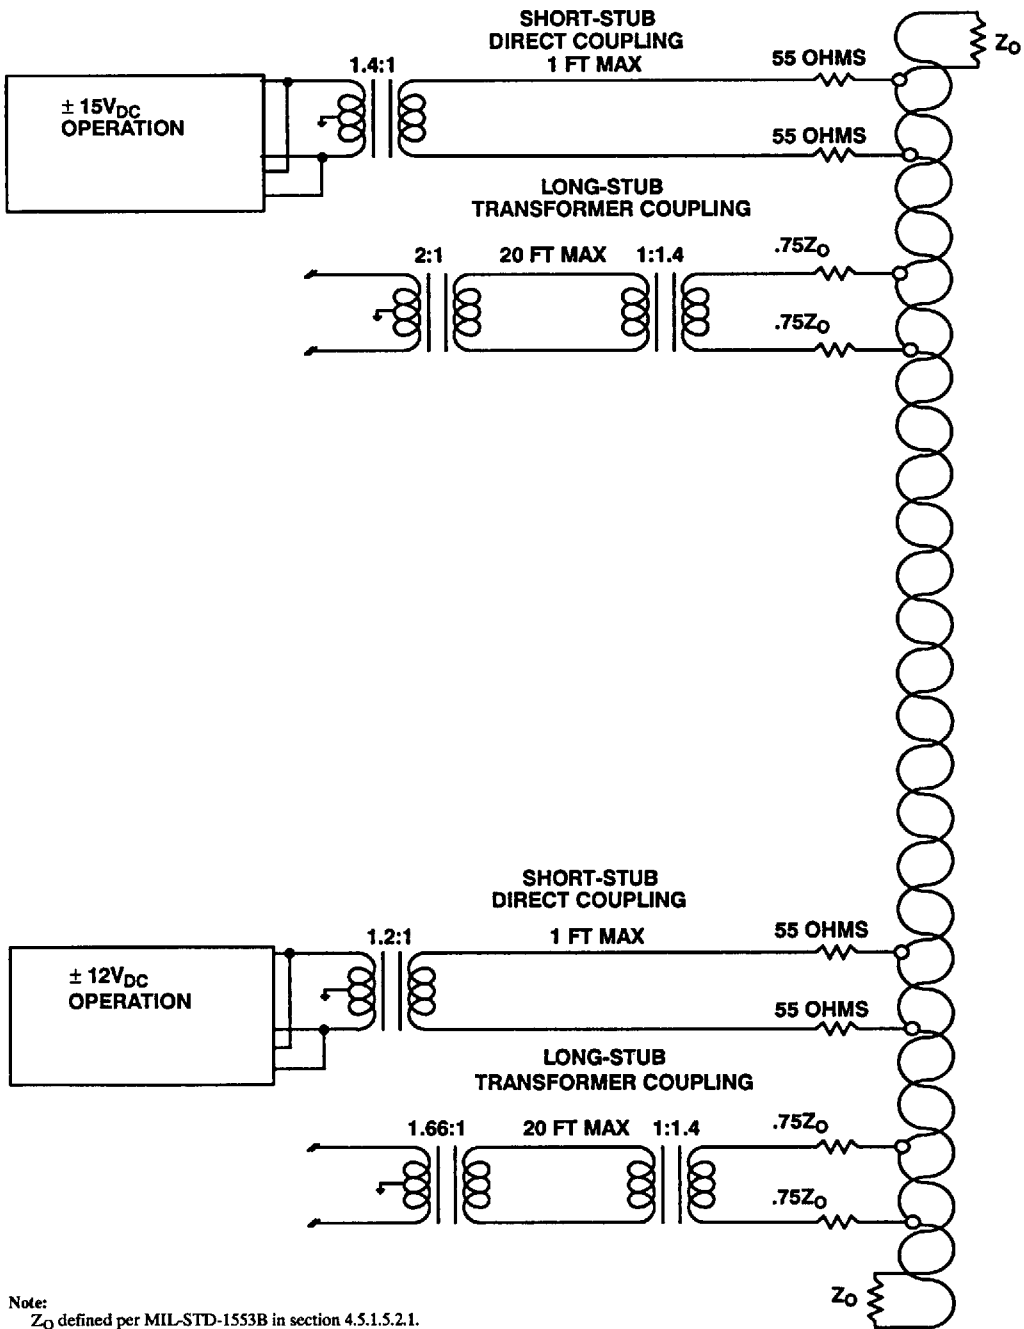 SHORT-STUB
DIRECT COUPLING
1.4:1
1 FT MAX
55 OHMS
ZO
± 15VDC
OPERATION
55 OHMS
LONG-STUB
TRANSFORMER COUPLING
2:1
20 FT MAX
1:1.4
.75ZO
.75ZO
SHORT-STUB
DIRECT COUPLING
1.2:1
1 FT MAX
55 OHMS
± 12VDC
OPERATION
55 OHMS
LONG-STUB
TRANSFORMER COUPLING
1.66:1
20 FT MAX
1:1.4
.75ZO
.75ZO
ZO
Note:
ZO defined per MIL-STD-1553B in section 4.5.1.5.2.1.